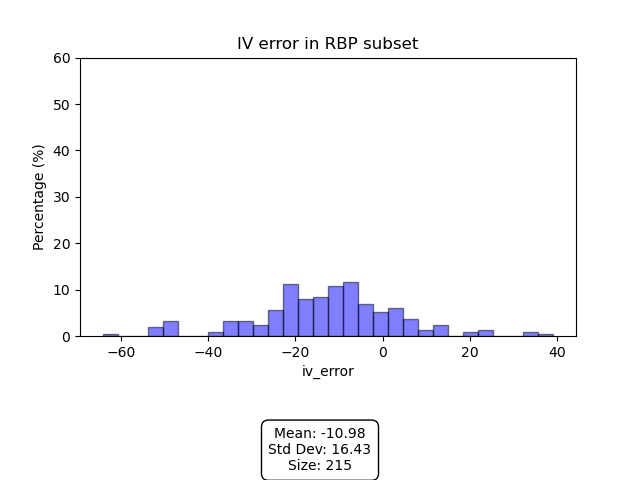 IV error in RBP subset
60
50
40
30
20
10
0
Percentage (%)
−60
−40
−20
0
20
40
iv_error
Mean: -10.98
Std Dev: 16.43
Size: 215